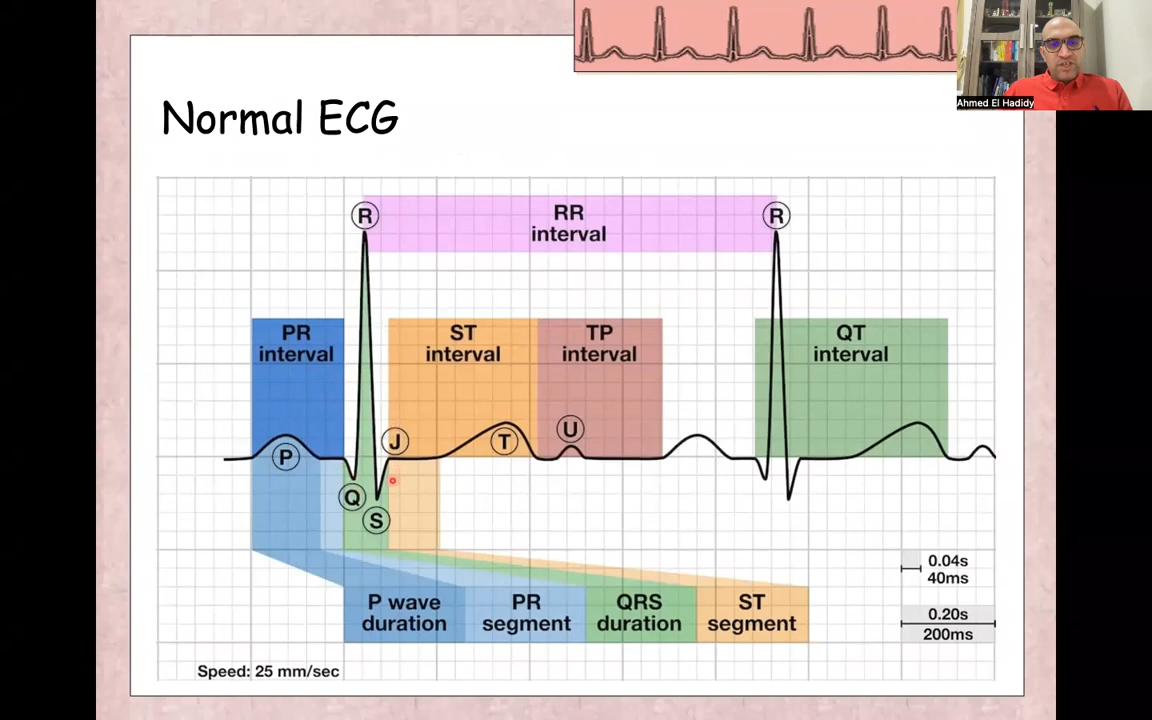 Ahmed El Hadidy
Normal ECG
R
RR
interval
R
PR
interval
ST
interval
TP
interval
QT
interval
P
J
T
U
Q
S
0.04s
40ms
P wave
duration
PR
segment
QRS
duration
ST
segment
0.20s
200ms
Speed: 25 mm/sec